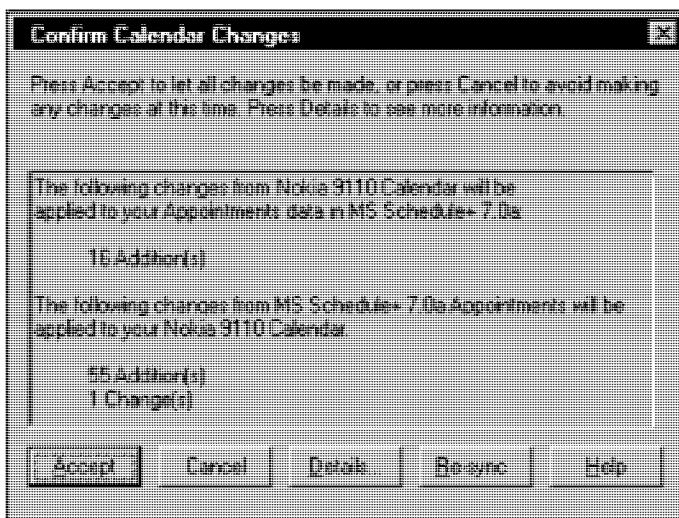 Confirm Calendar Changes
Press Accept to let all changes be made, or press Cancel to avoid making
any changes at this time. Press Details to see more information.
The following changes from Nokia 9110 Calendar will be
applied to your Appointments data in MS Schedule+ 7.0a:
16 Addition(s)
The following changes from MS Schedule+ 7.0a Appointments will be
applied to your Nokia 9110 Calendar:
55 Addition(s)
1 Change(s)
Accept Cancel Details... Re-sync Help